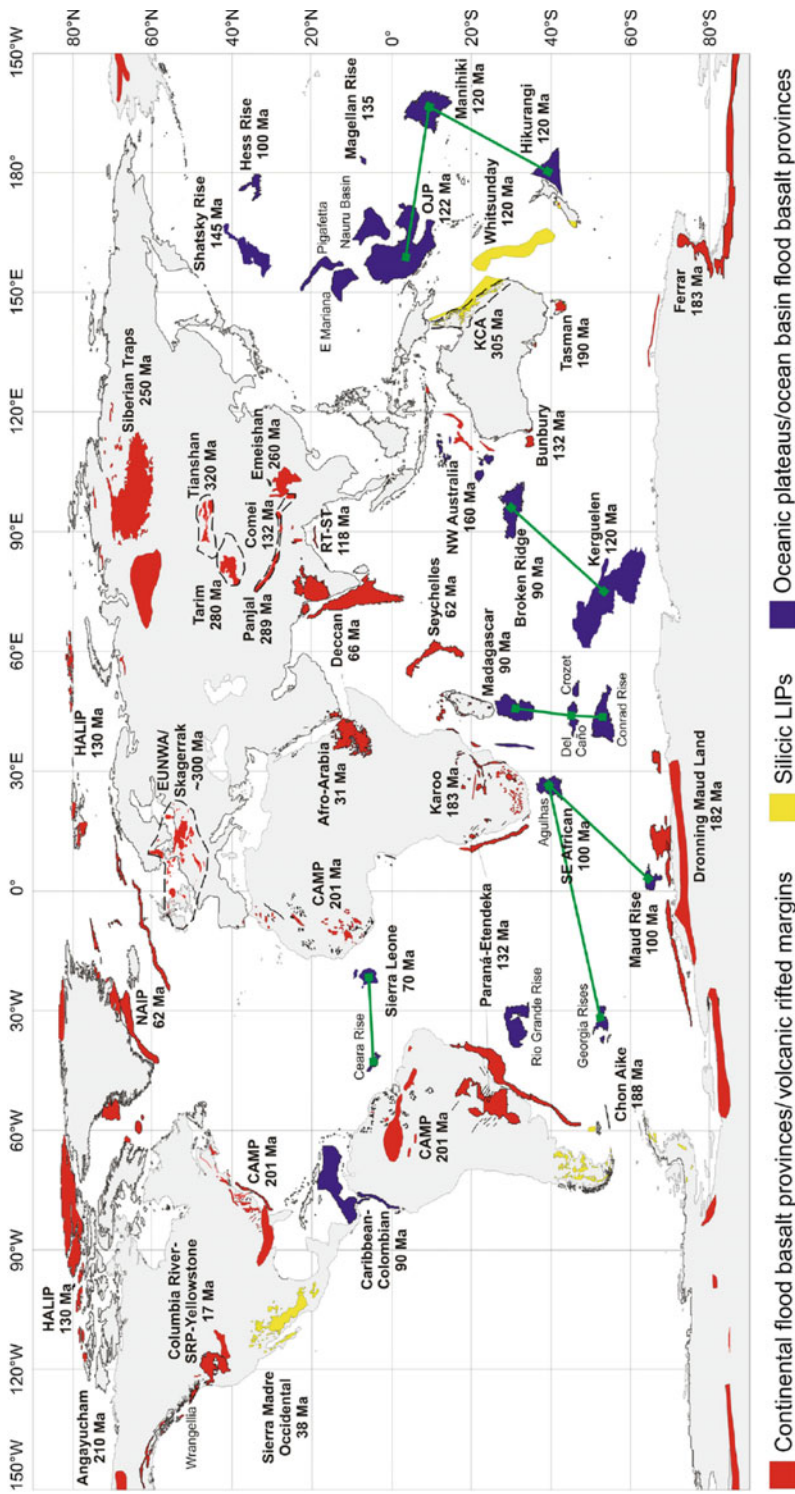 150°W
120°W
90°W
60°W
30°W
0°
30°E
60°E
90°E
120°E
150°E
180°
150°W
80°N
60°N
40°N
20°N
0°
20°S
40°S
60°S
80°S
Angayucham
210 Ma
HALIP
130 Ma
Columbia River-
SRP-Yellowstone
17 Ma
Wrangellia
Sierra Madre
Occidental
38 Ma
CAMP
201 Ma
Caribbean-
Colombian
90 Ma
CAMP
201 Ma
Chon Aike
188 Ma
NAIP
62 Ma
Ceara Rise
Sierra Leone
70 Ma
Paraná-Etendeka
132 Ma
Rio Grande Rise
Georgia Rises
HALIP
130 Ma
EUNWA/
Skagerrak
~300 Ma
CAMP
201 Ma
Afro-Arabia
31 Ma
Karoo
183 Ma
Agulhas
SE African
100 Ma
Maud Rise
100 Ma
Dronning Maud Land
182 Ma
Madagascar
90 Ma
Del
Caño
Crozet
Conrad Rise
Seychelles
62 Ma
Deccan
66 Ma
Siberian Traps
250 Ma
Tianshan
320 Ma
Tarim
280 Ma
Panjal
289 Ma
Comei
132 Ma
Emeishan
260 Ma
RT-ST
118 Ma
NW Australia
160 Ma
Broken Ridge
90 Ma
Kerguelen
120 Ma
Bunbury
132 Ma
Tasman
190 Ma
KCA
305 Ma
Whitsunday
120 Ma
Ferrar
183 Ma
Shatsky Rise
145 Ma
Hess Rise
100 Ma
Pigafetta
E Mariana
Nauru Basin
Magellan Rise
135
OJP
122 Ma
Manihiki
120 Ma
Hikurangi
120 Ma
Continental flood basalt provinces/ volcanic rifted margins
Silicic LIPs
Oceanic plateaus/ocean basin flood basalt provinces